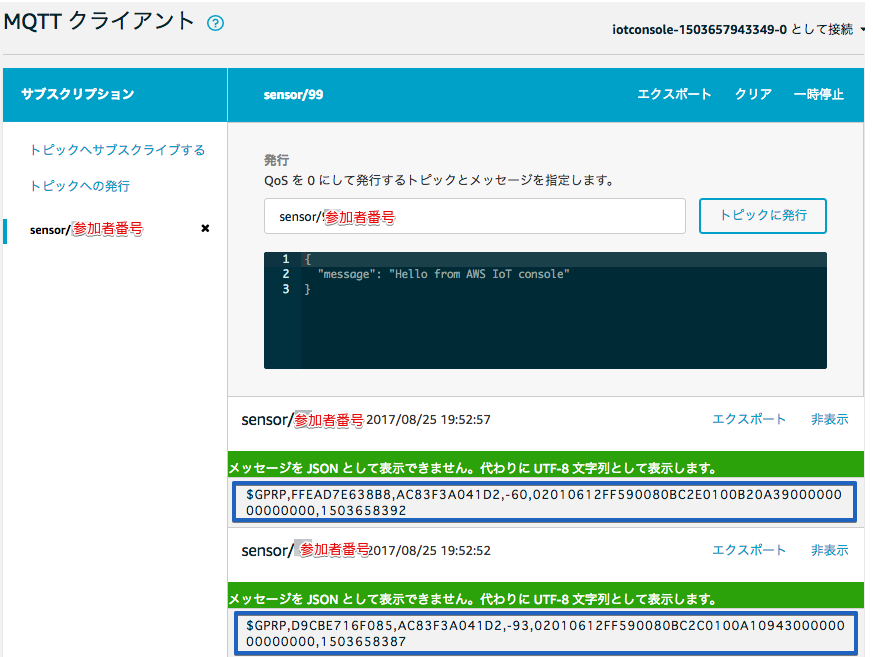 MQTT クライアント ?
iotconsole-1503657943349-0 として接続
サブスクリプション
sensor/99
エクスポート クリア 一時停止
トピックへサブスクライブする
トピックへの発行
sensor/参加者番号 ✖
発行
QoS を 0 にして発行するトピックとメッセージを指定します。
sensor/参加者番号
トピックに発行
1 {
2 "message": "Hello from AWS IoT console"
3 }
sensor/参加者番号 2017/08/25 19:52:57 エクスポート 非表示
メッセージを JSON として表示できません。代わりに UTF-8 文字列として表示します。
$GPRP,FFEAD7E638B8,AC83F3A041D2,-60,02010612FF590080BC2E0100B20A39000000
00000000,1503658392
sensor/参加者番号 2017/08/25 19:52:52 エクスポート 非表示
メッセージを JSON として表示できません。代わりに UTF-8 文字列として表示します。
$GPRP,D9CBE716F085,AC83F3A041D2,-93,02010612FF590080BC2C0100A10943000000
00000000,1503658387